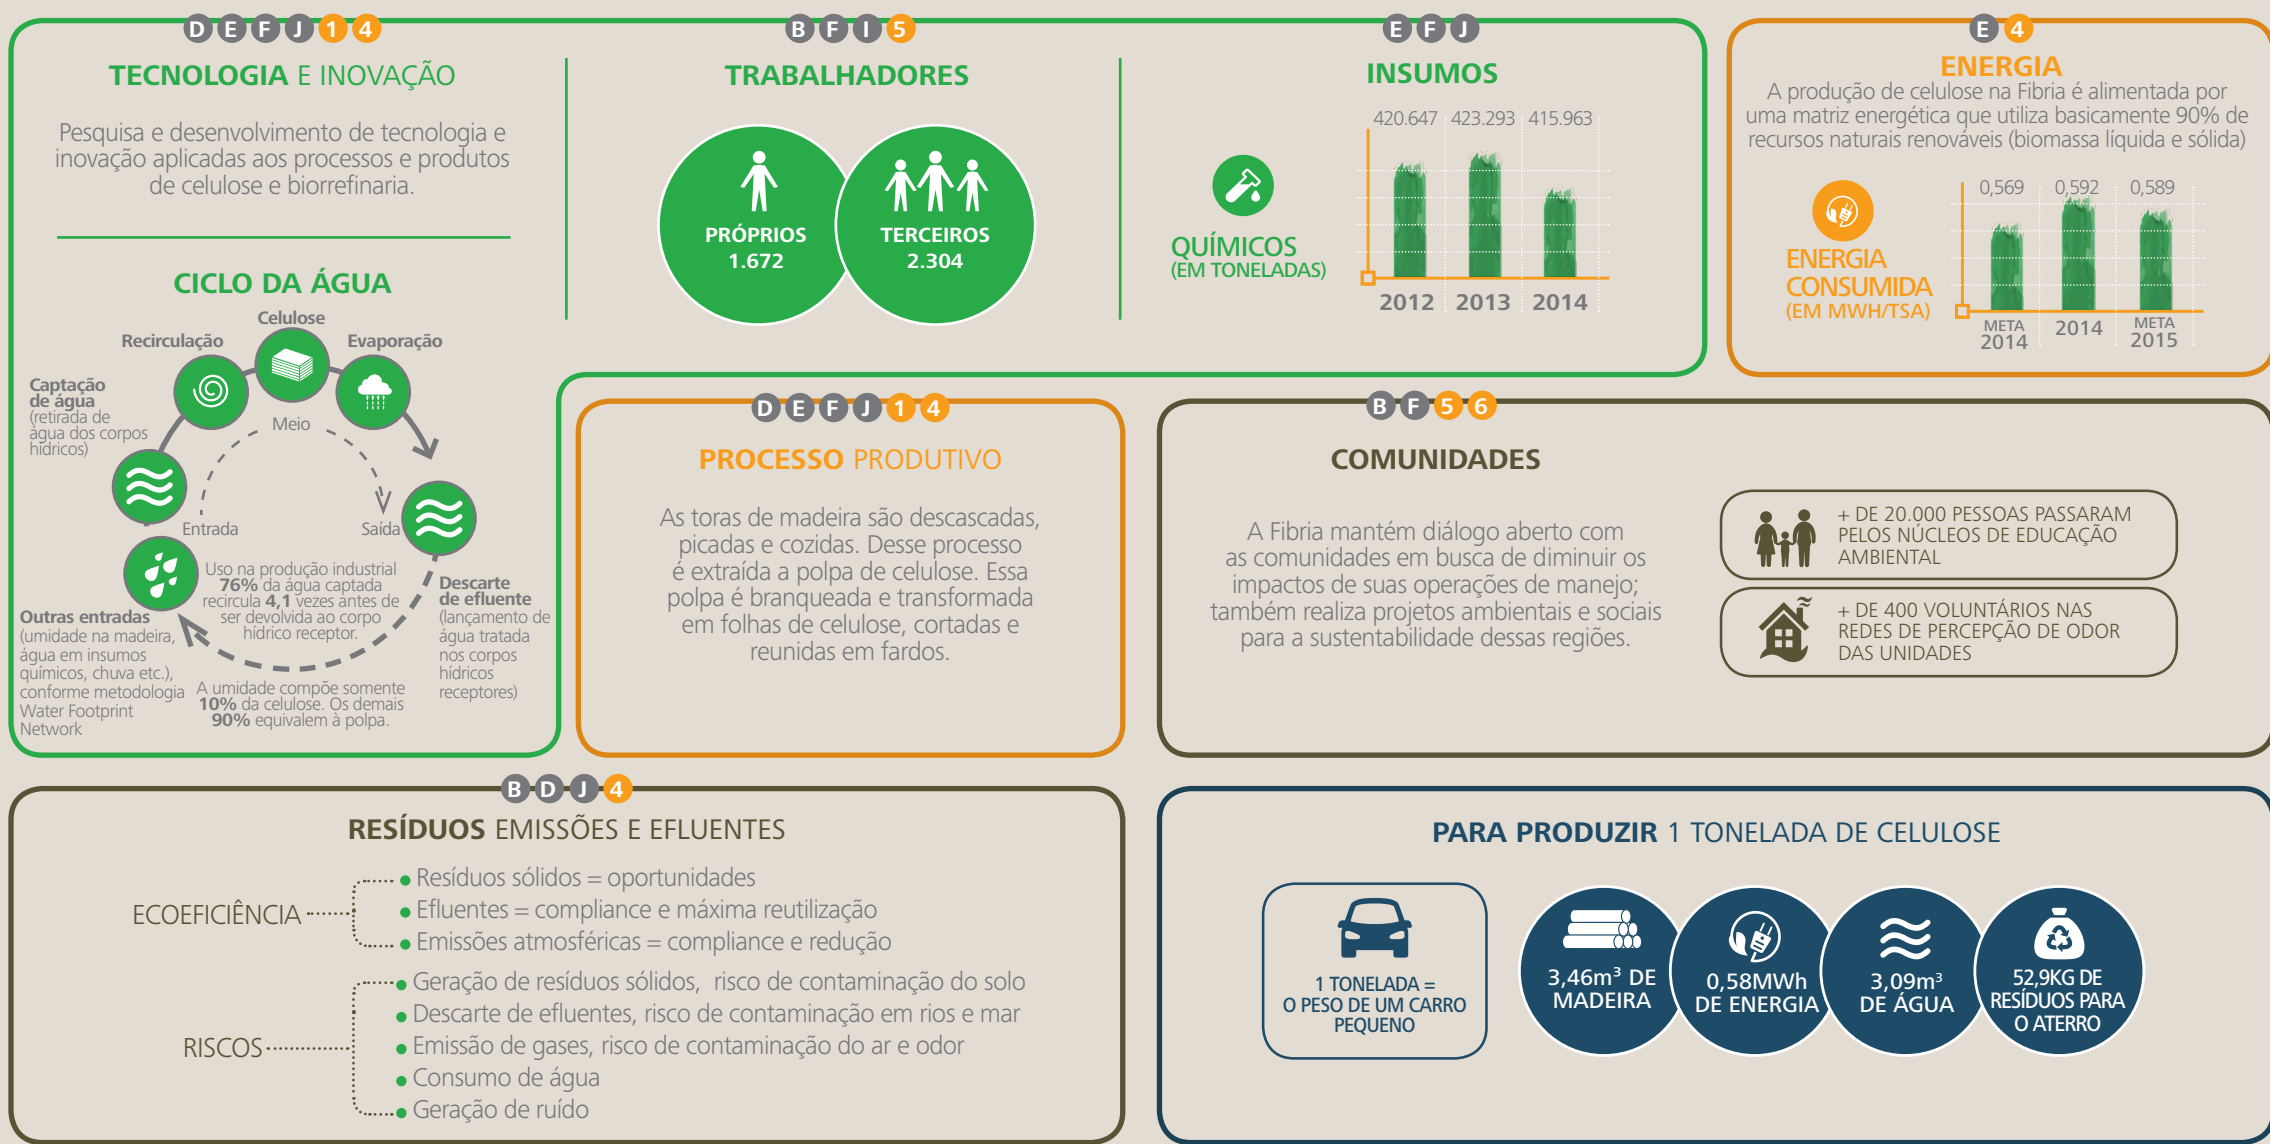 D E F J 1 4
TECNOLOGIA E INOVAÇÃO
Pesquisa e desenvolvimento de tecnologia e
inovação aplicadas aos processos e produtos
de celulose e biorrefinaria.
CICLO DA ÁGUA
Celulose
Recirculação
Evaporação
Captação
de água
(retirada de
água dos corpos
hídricos)
Meio
Entrada
Saída
Uso na produção industrial
76% da água captada
recircula 4,1 vezes antes de
ser devolvida ao corpo
hídrico receptor.
Descarte
de efluente
(lançamento de
água tratada
nos corpos
hídricos
receptores)
Outras entradas
(umidade na madeira,
água em insumos
químicos, chuva etc.),
conforme metodologia
Water Footprint
Network
A umidade compõe somente
10% da celulose. Os demais
90% equivalem à polpa.
B F I 5
TRABALHADORES
PRÓPRIOS
1.672
TERCEIROS
2.304
E F J
INSUMOS
QUÍMICOS
(EM TONELADAS)
420.647 423.293 415.963
2012 2013 2014
E 4
ENERGIA
A produção de celulose na Fibria é alimentada por
uma matriz energética que utiliza basicamente 90% de
recursos naturais renováveis (biomassa líquida e sólida)
ENERGIA
CONSUMIDA
(EM MWH/TSA)
0,569 0,592 0,589
META
2014
2014
META
2015
D E F J 1 4
PROCESSO PRODUTIVO
As toras de madeira são descascadas,
picadas e cozidas. Desse processo
é extraída a polpa de celulose. Essa
polpa é branqueada e transformada
em folhas de celulose, cortadas e
reunidas em fardos.
B F 5 6
COMUNIDADES
A Fibria mantém diálogo aberto com
as comunidades em busca de diminuir os
impactos de suas operações de manejo;
também realiza projetos ambientais e sociais
para a sustentabilidade dessas regiões.
+ DE 20.000 PESSOAS PASSARAM
PELOS NÚCLEOS DE EDUCAÇÃO
AMBIENTAL
+ DE 400 VOLUNTÁRIOS NAS
REDES DE PERCEPÇÃO DE ODOR
DAS UNIDADES
B D J 4
RESÍDUOS EMISSÕES E EFLUENTES
ECOEFICIÊNCIA
Resíduos sólidos = oportunidades
Efluentes = compliance e máxima reutilização
Emissões atmosféricas = compliance e redução
RISCOS
Geração de resíduos sólidos, risco de contaminação do solo
Descarte de efluentes, risco de contaminação em rios e mar
Emissão de gases, risco de contaminação do ar e odor
Consumo de água
Geração de ruído
PARA PRODUZIR 1 TONELADA DE CELULOSE
1 TONELADA =
O PESO DE UM CARRO
PEQUENO
3,46m³ DE
MADEIRA
0,58MWh
DE ENERGIA
3,09m³
DE ÁGUA
52,9KG DE
RESÍDUOS PARA
O ATERRO